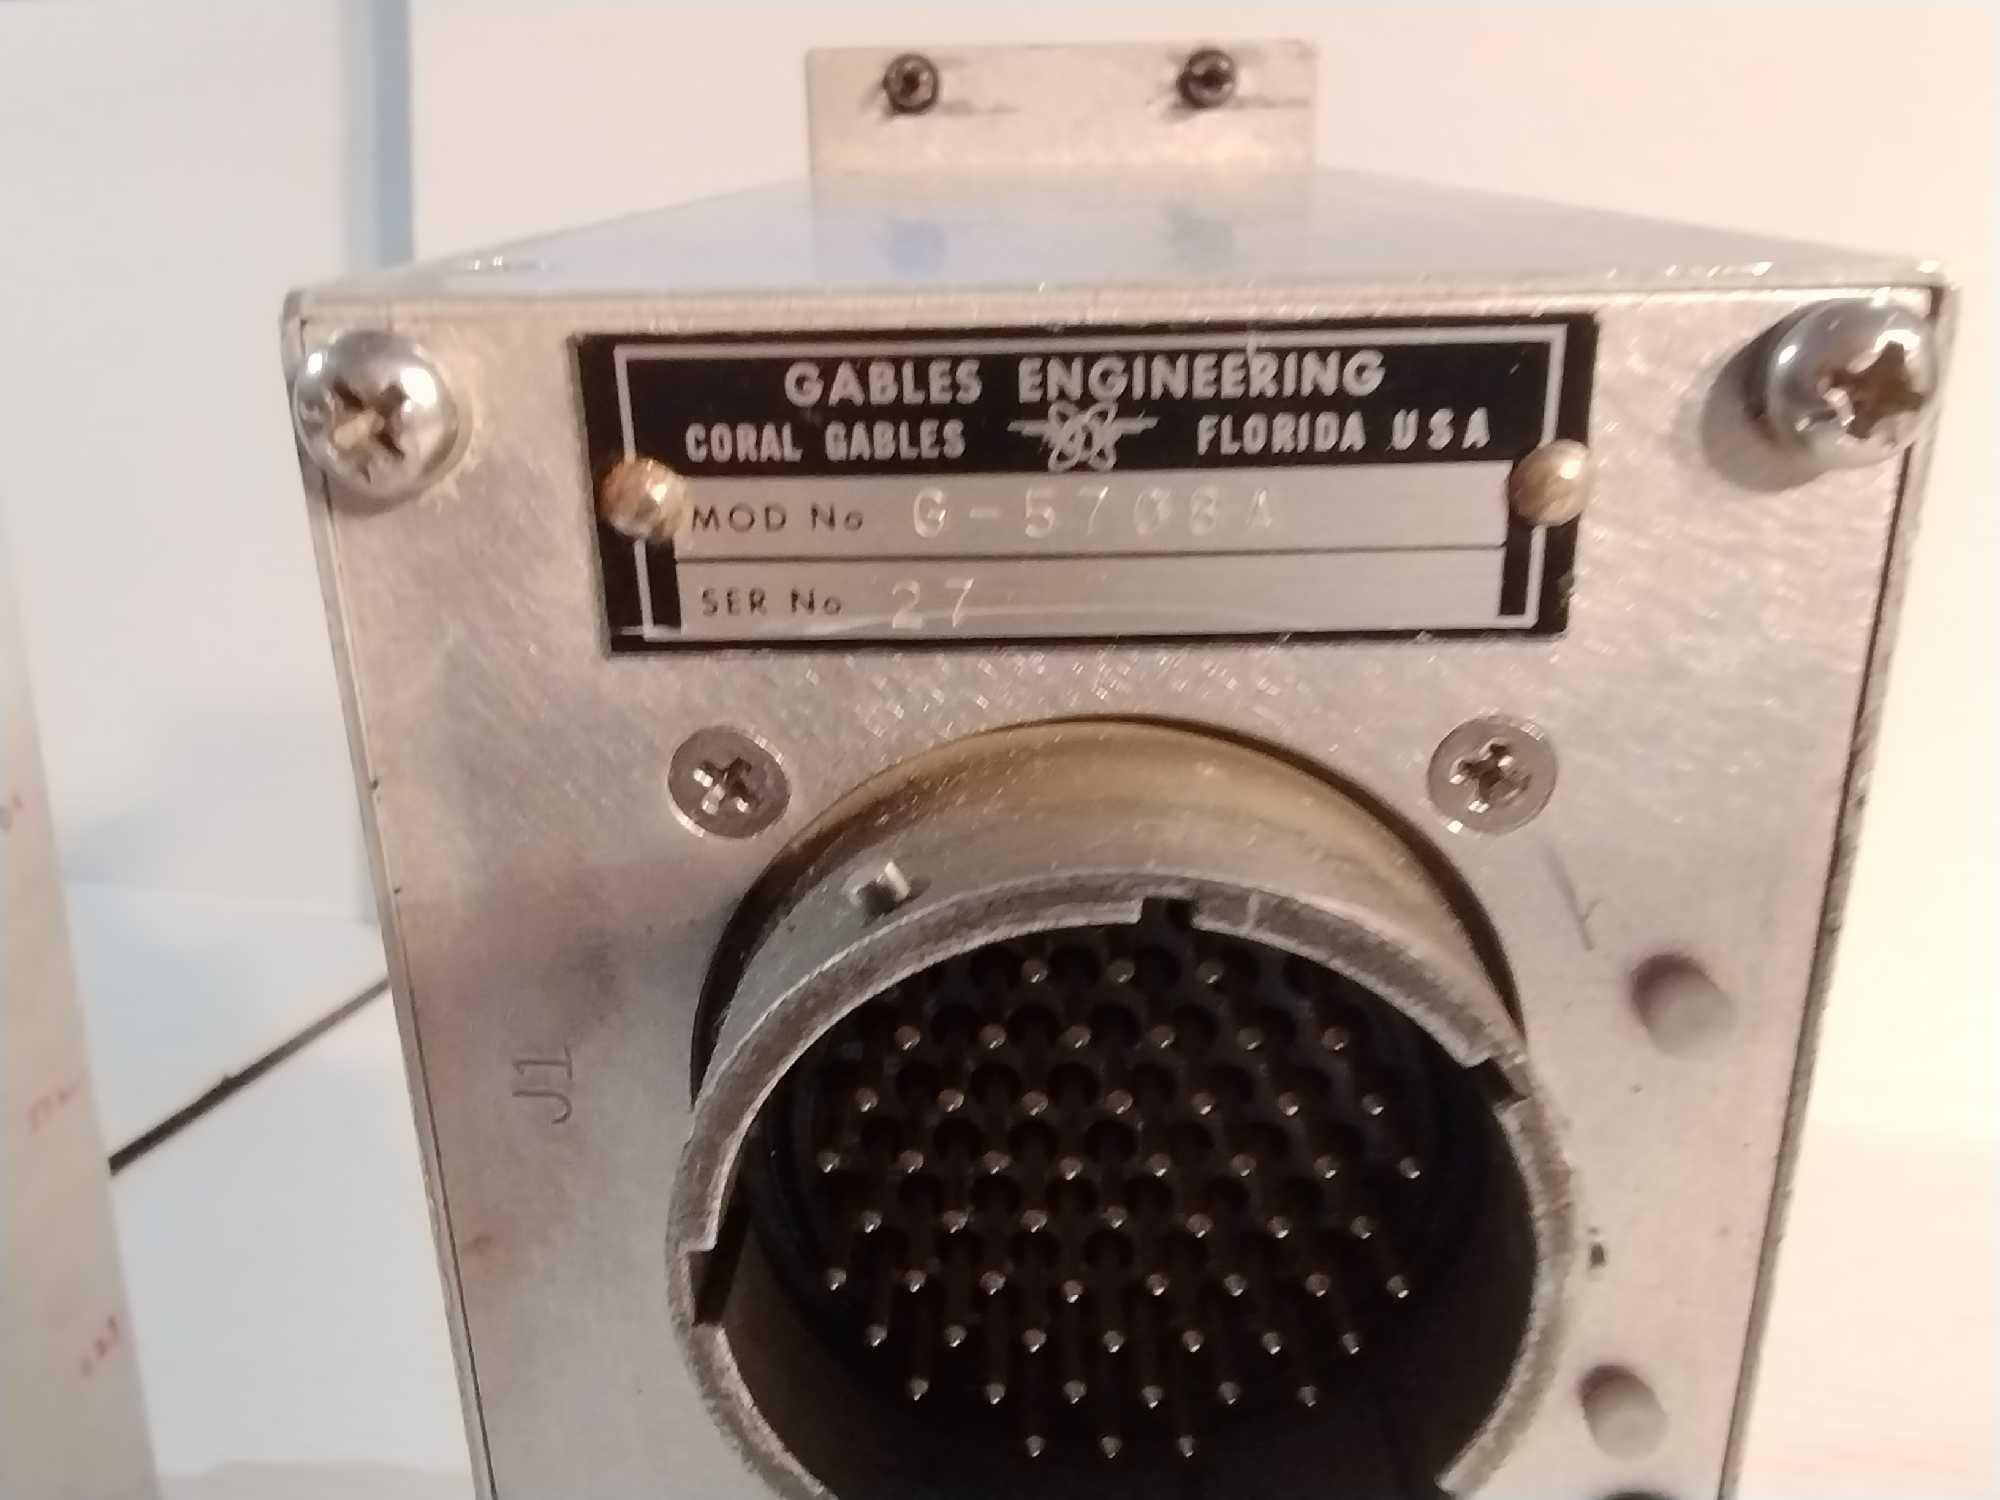 GABLES ENGINEERING
CORAL GABLES FLORIDA USA
MOD No G-5708A
SER No 27
J1